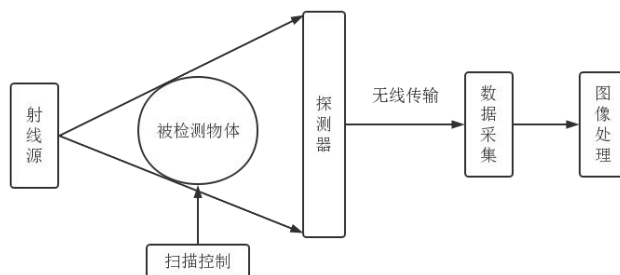 射线源
被检测物体
探测器
无线传输
数据采集
图像处理
扫描控制